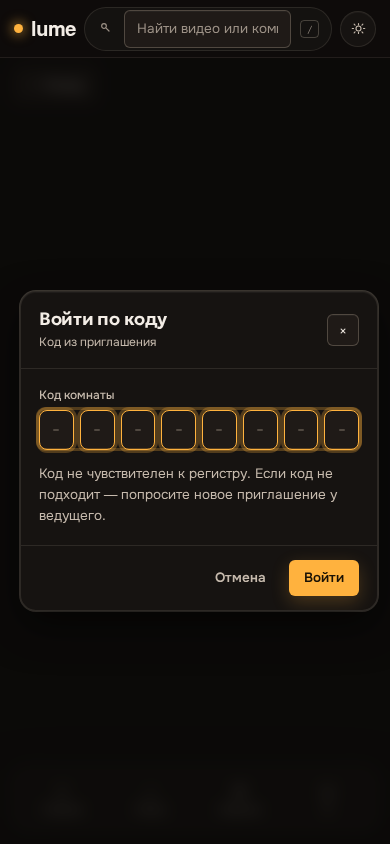 lume
Найти видео или ком
/
Войти по коду
Код из приглашения
×
Код комнаты
– – – – – – – –
Код не чувствителен к регистру. Если код не
подходит — попросите новое приглашение у
ведущего.
Отмена
Войти